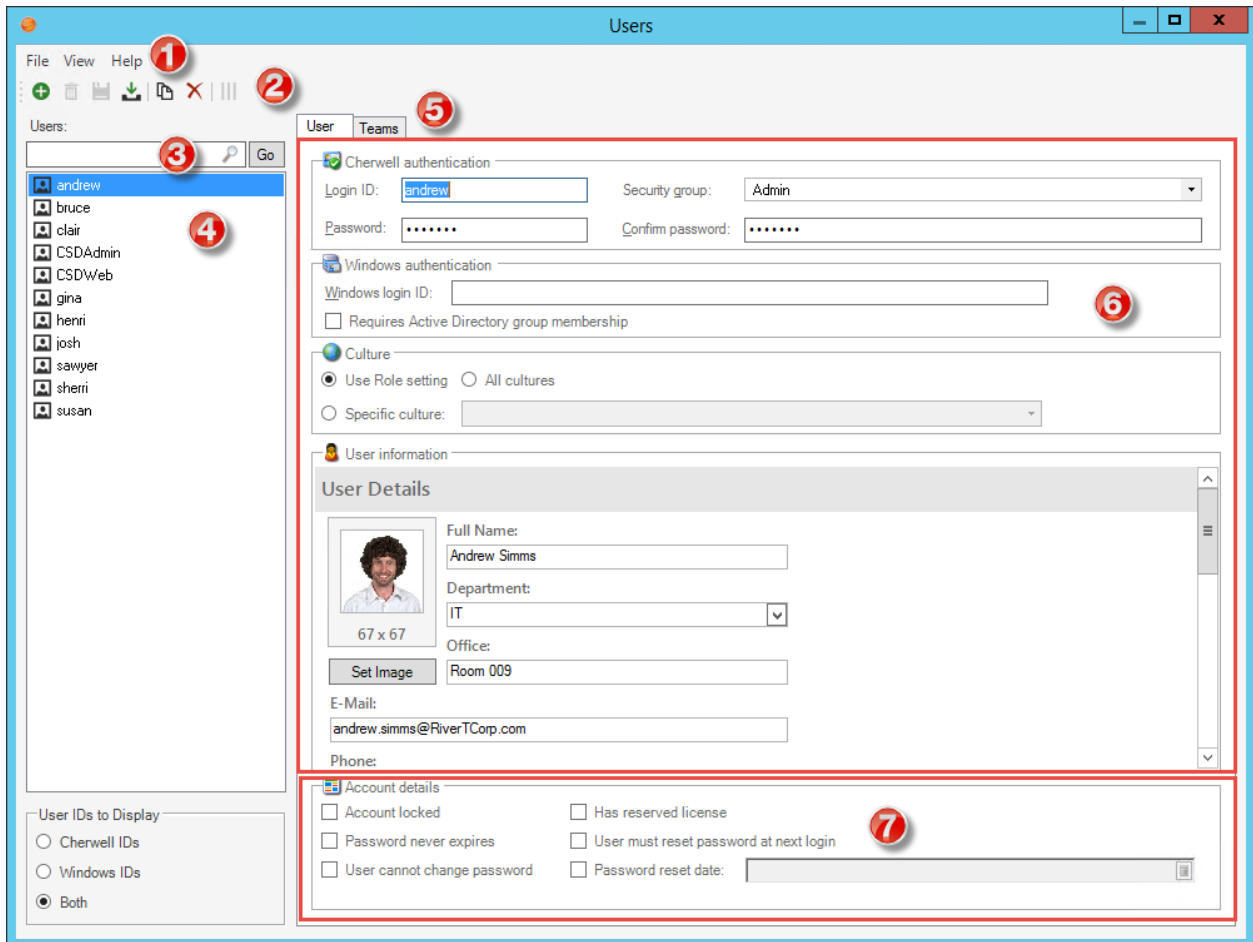 Users
File View Help 1
2
Users:
3
Go
4
andrew
bruce
clair
CSDAdmin
CSDWeb
gina
henri
josh
sawyer
sherri
susan
User IDs to Display
Cherwell IDs
Windows IDs
Both
User Teams 5
Cherwell authentication
Login ID: andrew Security group: Admin
Password: ••••••• Confirm password: •••••••
Windows authentication
Windows login ID:
6
Requires Active Directory group membership
Culture
Use Role setting All cultures
Specific culture:
User information
User Details
Full Name:
Andrew Simms
Department:
IT
67 x 67
Office:
Set Image Room 009
E-Mail:
andrew.simms@RiverTCorp.com
Phone:
Account details
Account locked Has reserved license
7
Password never expires User must reset password at next login
User cannot change password Password reset date: